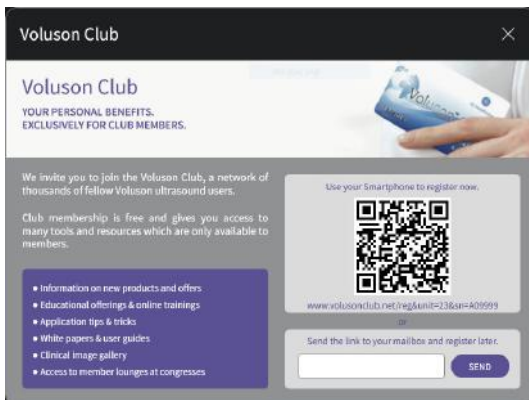 Voluson Club
Voluson Club
YOUR PERSONAL BENEFITS.
EXCLUSIVELY FOR CLUB MEMBERS.
Voluson
We invite you to join the Voluson Club, a network of
thousands of fellow Voluson ultrasound users.
Club membership is free and gives you access to
many tools and resources which are only available to
members.
● Information on new products and offers
● Educational offerings & online trainings
● Application tips & tricks
● White papers & user guides
● Clinical image gallery
● Access to member lounges at congresses
Use your Smartphone to register now.
www.volusonclub.net/reg&unit=23&sn=A09999
or
Send the link to your mailbox and register later.
SEND